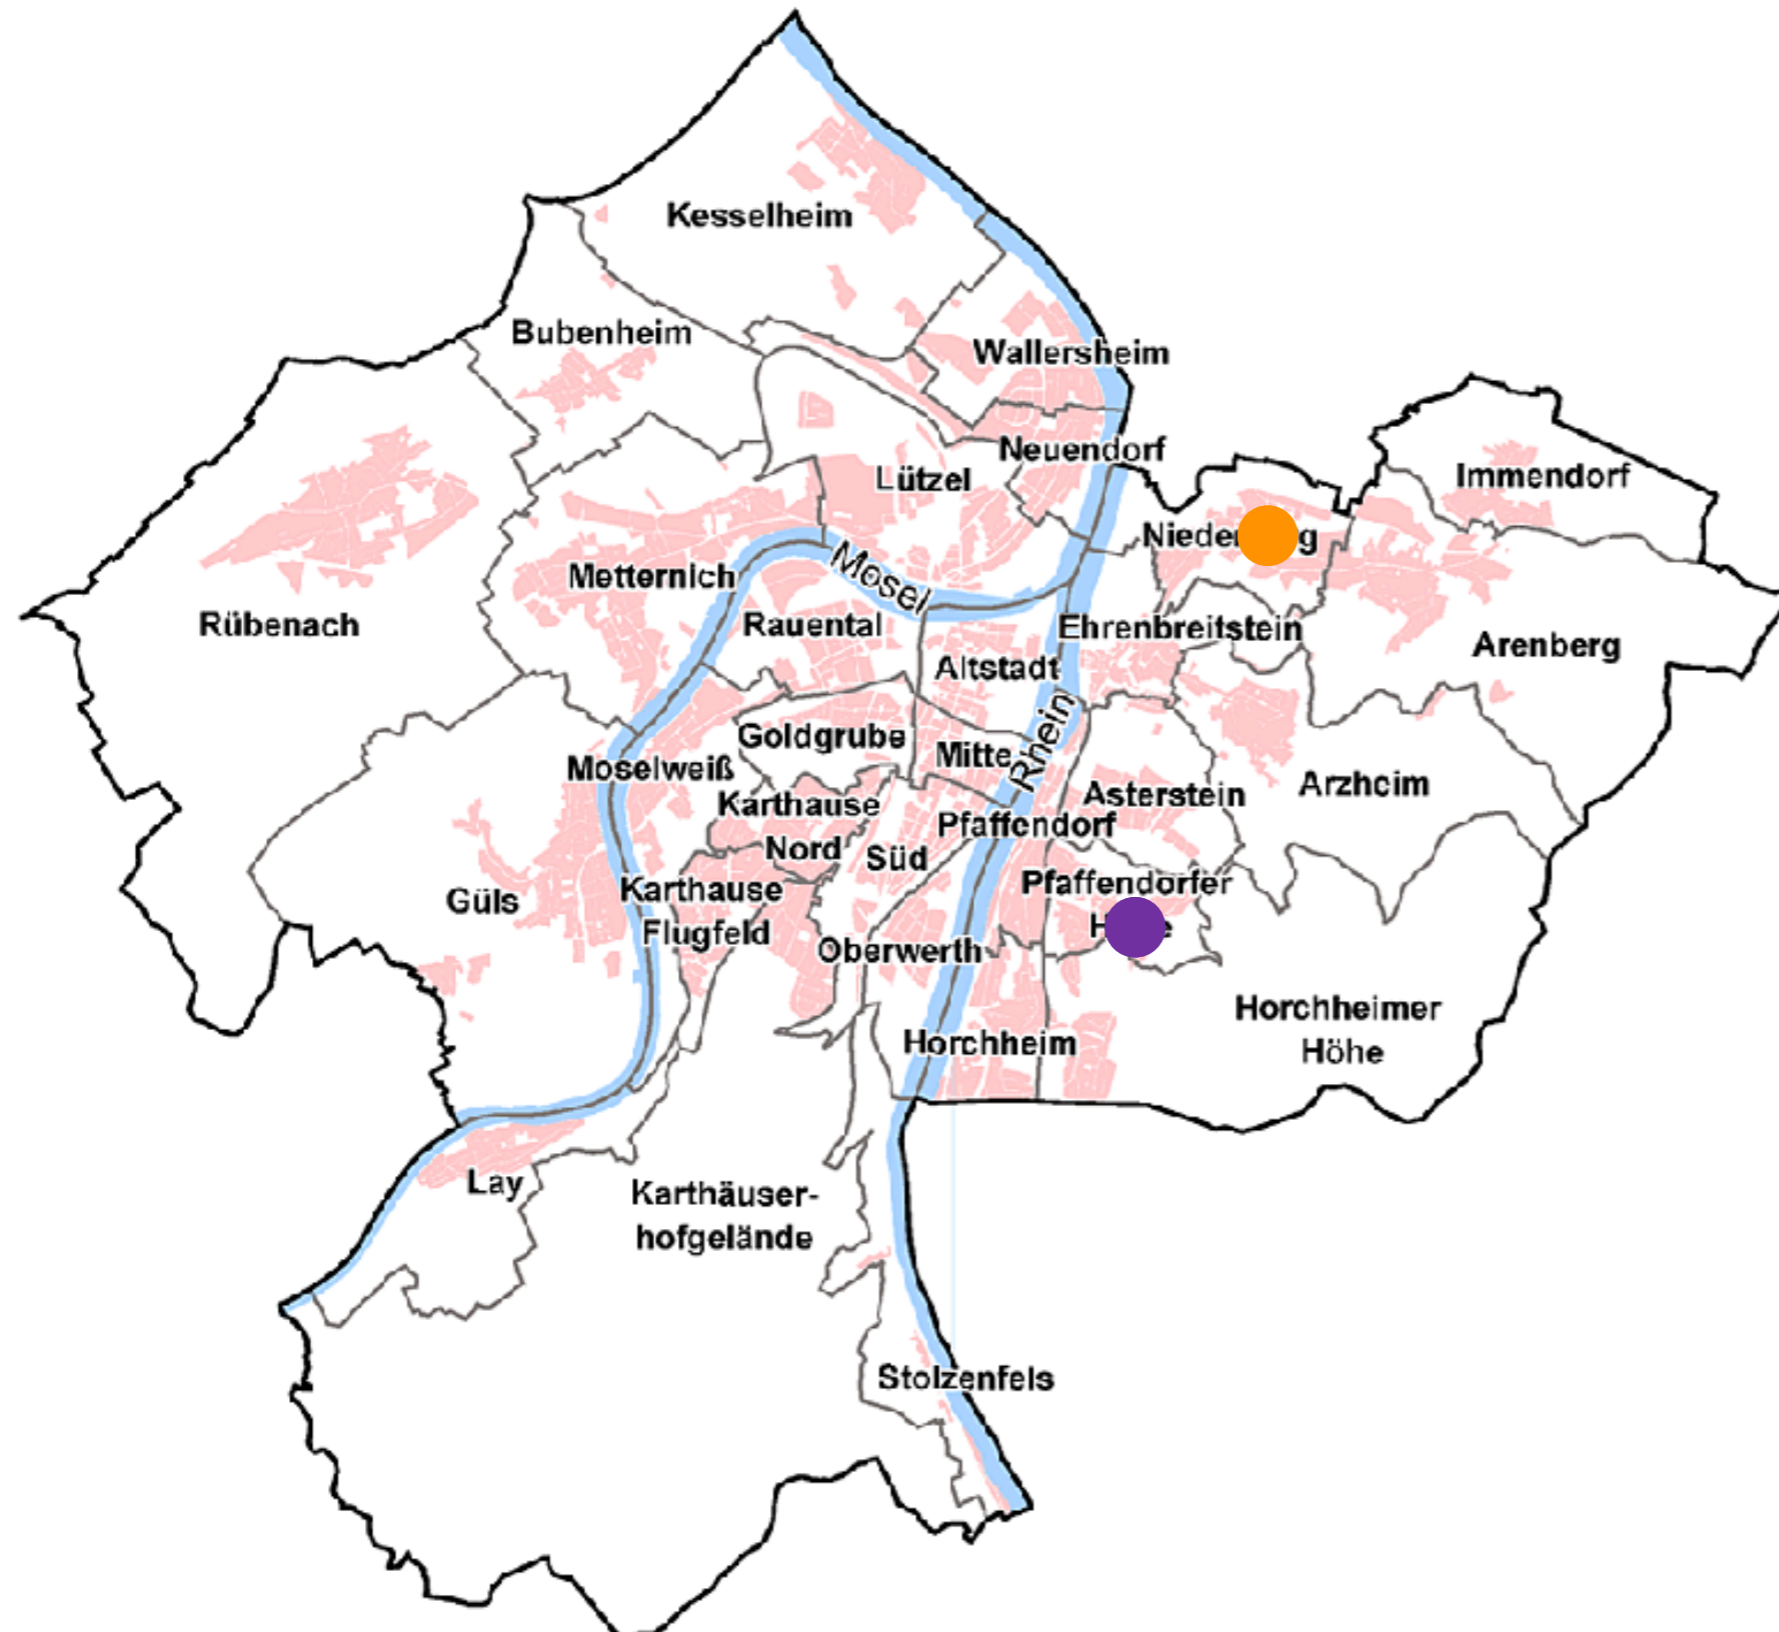 Kesselheim
Bubenheim
Wallersheim
Neuendorf
Immendorf
Lützel
Metternich
Mosel
Rübenach
Rauental
Ehrenbreitstein
Arenberg
Altstadt
Goldgrube
Mitte
Rhein
Moselweiß
Arzheim
Asterstein
Karthause
Nord
Pfaffendorf
Süd
Pfaffendorfer
Karthause
Flugfeld
Güls
Oberwerth
Horchheimer
Höhe
Horchheim
Lay
Karthäuser-
hofgelände
Stolzenfels